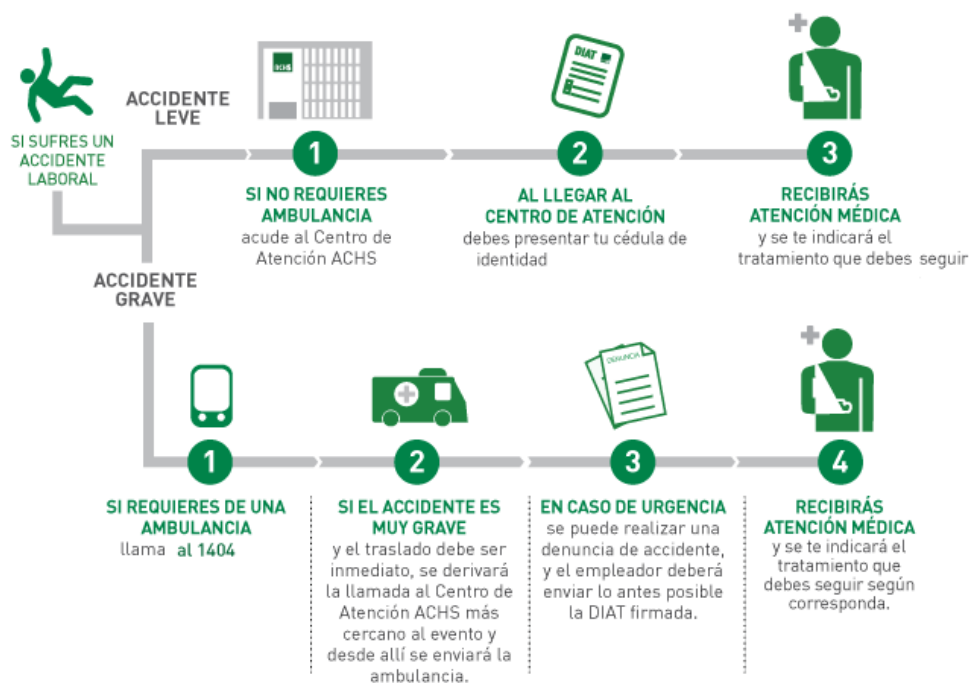 SI SUFRES UN
ACCIDENTE
LABORAL
ACCIDENTE
LEVE
ACHS
1
SI NO REQUIERES
AMBULANCIA
acude al Centro de
Atención ACHS
DIAT
2
AL LLEGAR AL
CENTRO DE ATENCIÓN
debes presentar tu cédula de
identidad
3
RECIBIRÁS
ATENCIÓN MÉDICA
y se te indicará el
tratamiento que debes seguir
ACCIDENTE
GRAVE
1
SI REQUIERES DE UNA
AMBULANCIA
llama al 1404
2
SI EL ACCIDENTE ES
MUY GRAVE
y el traslado debe ser
inmediato, se derivará
la llamada al Centro de
Atención ACHS más
cercano al evento y
desde allí se enviará la
ambulancia.
DENUNCIA
3
EN CASO DE URGENCIA
se puede realizar una
denuncia de accidente,
y el empleador deberá
enviar lo antes posible
la DIAT firmada.
4
RECIBIRÁS
ATENCIÓN MÉDICA
y se te indicará el
tratamiento que
debes seguir según
corresponda.